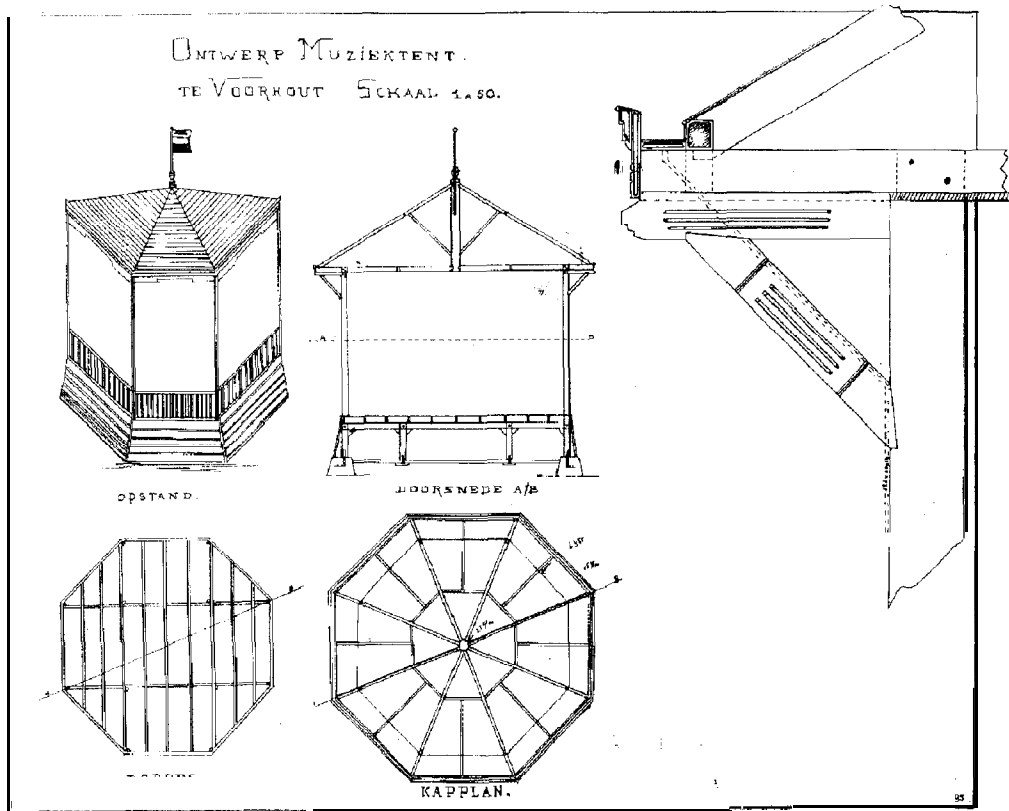 ONTWERP MUZIEKTENT.
TE VOORHOUT SCHAAL 1 a 50.
A
OPSTAND.
DOORSNEDE A/B
KAPPLAN.